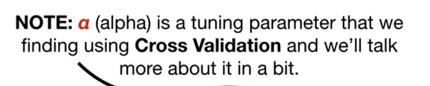 NOTE: α (alpha) is a tuning parameter that we
finding using Cross Validation and we'll talk
more about it in a bit.